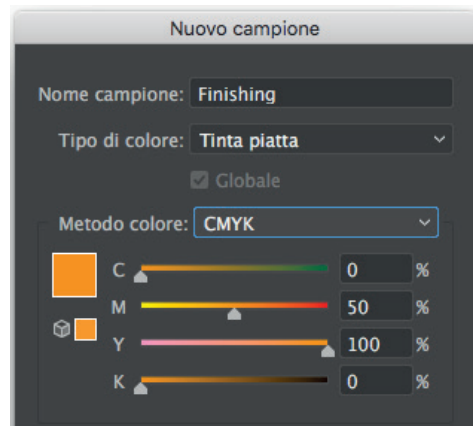 Nuovo campione
Nome campione: Finishing
Tipo di colore: Tinta piatta
Globale
Metodo colore: CMYK
C 0 %
M 50 %
Y 100 %
K 0 %